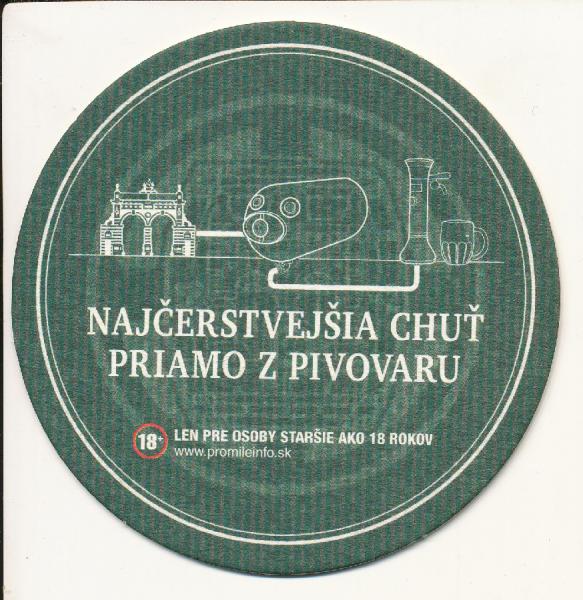 NAJČERSTVEJŠIA CHUŤ
PRIAMO Z PIVOVARU
18+ LEN PRE OSOBY STARŠIE AKO 18 ROKOV
www.promileinfo.sk